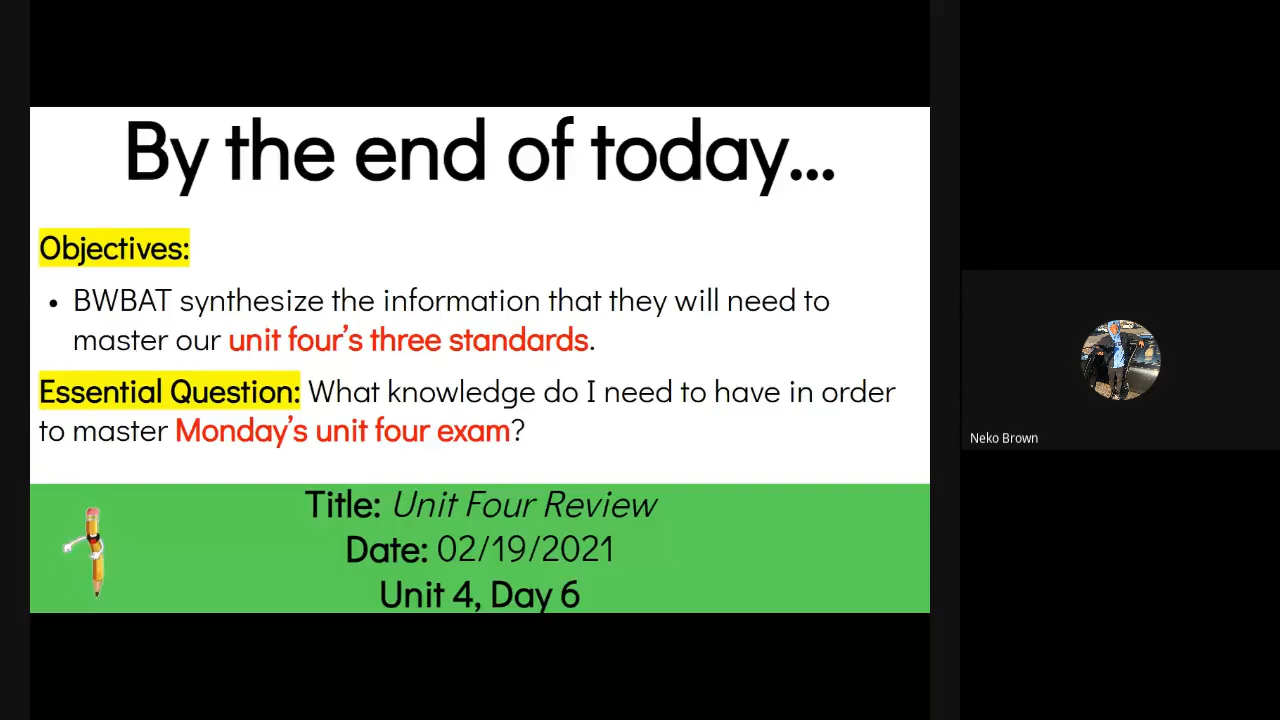 By the end of today...
Objectives:
• BWBAT synthesize the information that they will need to
master our unit four's three standards.
Essential Question: What knowledge do I need to have in order
to master Monday's unit four exam?
Title: Unit Four Review
Date: 02/19/2021
Unit 4, Day 6
Neko Brown